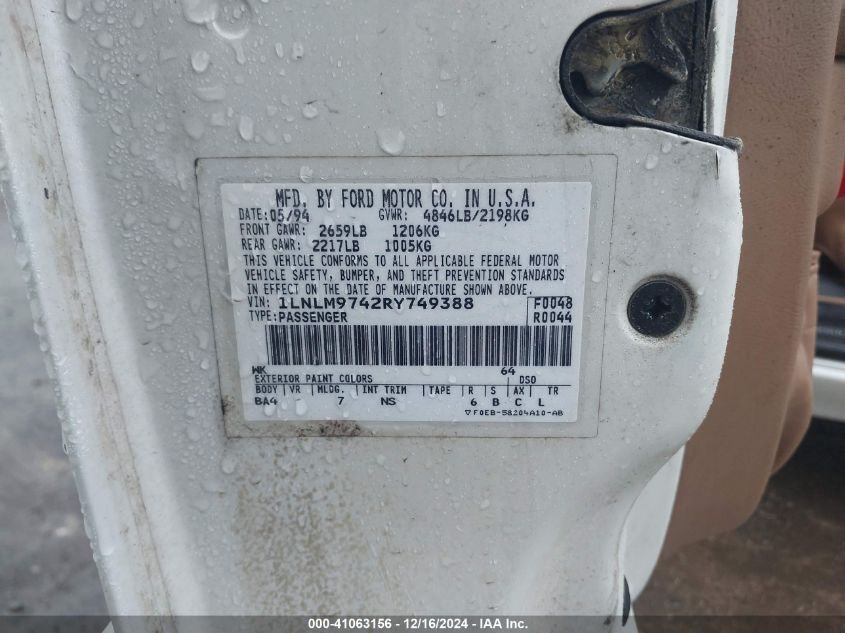 MFD. BY FORD MOTOR CO. IN U.S.A.
DATE: 05/94 GVWR: 4846LB/2198KG
FRONT GAWR: 2659LB 1206KG
REAR GAWR: 2217LB 1005KG
THIS VEHICLE CONFORMS TO ALL APPLICABLE FEDERAL MOTOR
VEHICLE SAFETY, BUMPER, AND THEFT PREVENTION STANDARDS
IN EFFECT ON THE DATE OF MANUFACTURE SHOWN ABOVE.
VIN: 1LNLM9742RY749388 F0048
TYPE: PASSENGER R0044
WK 64
EXTERIOR PAINT COLORS DSO
BODY VR MLDG. INT TRIM TAPE R S AX TR
BA4 - 7 NS 6 B C L
▽F0EB-58204A10-AB
000-41063156 - 12/16/2024 - IAA Inc.